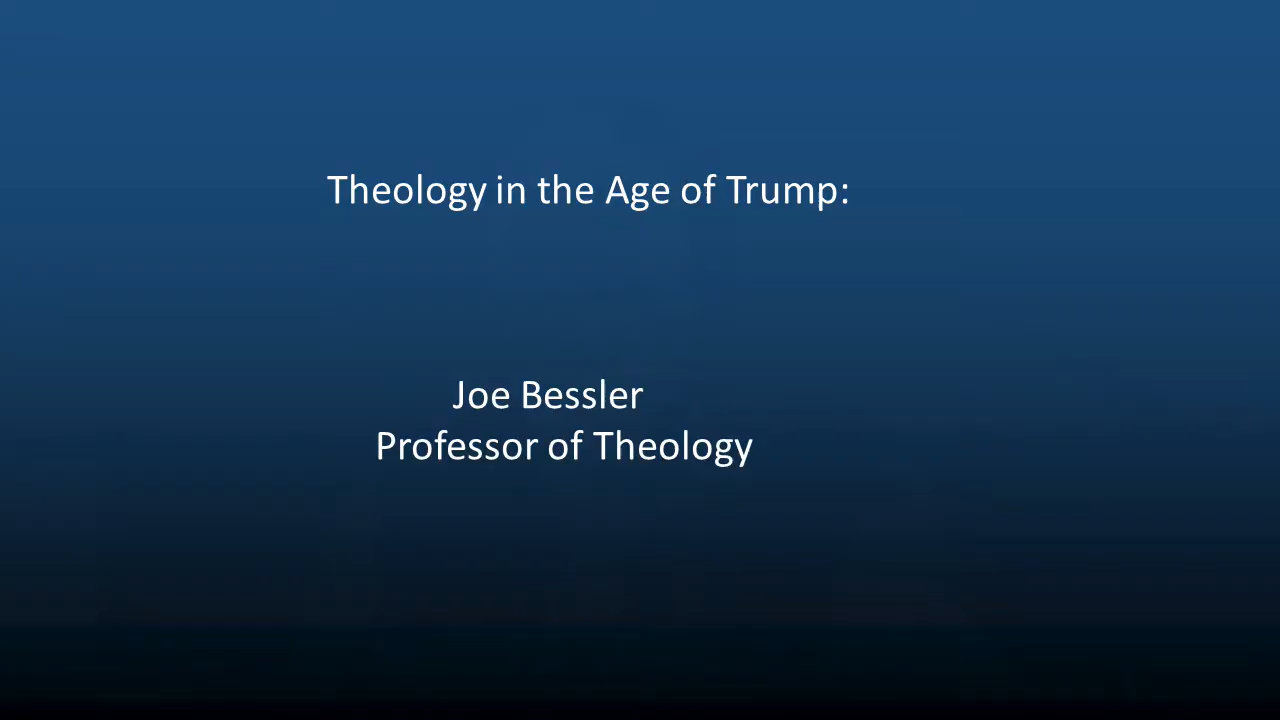 Theology in the Age of Trump:
Joe Bessler
Professor of Theology